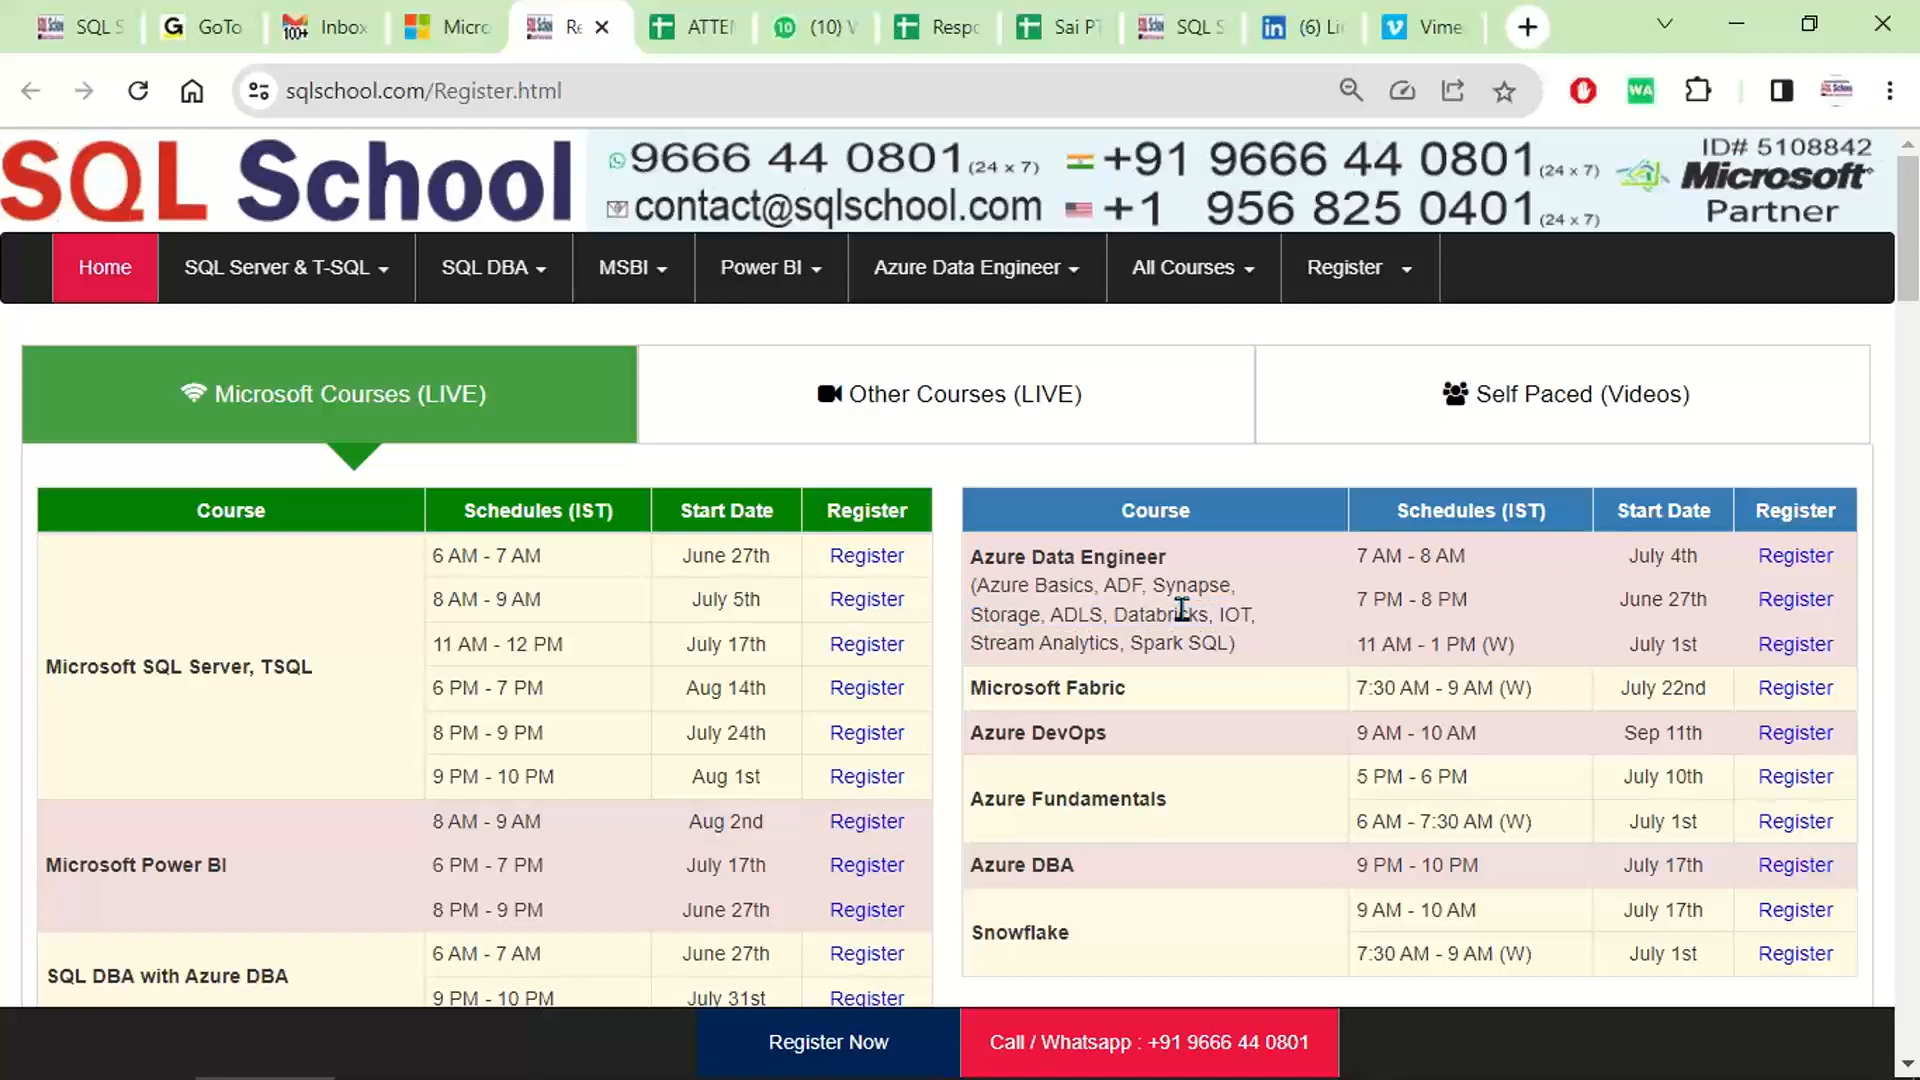 SQL S
GoTo
100+
Inbox
Micro
Re
ATTE
10
(10) V
Respo
Sai PT
SQL S
(6) Li
Vime
sqlschool.com/Register.html
WA
SQL School
9666 44 0801 (24 x 7)
+91 9666 44 0801 (24 x 7)
contact@sqlschool.com
+1 956 825 0401 (24 x 7)
ID# 5108842
Microsoft
Partner
Home
SQL Server & T-SQL
SQL DBA
MSBI
Power BI
Azure Data Engineer
All Courses
Register
Microsoft Courses (LIVE)
Other Courses (LIVE)
Self Paced (Videos)
Course Schedules (IST) Start Date Register
Microsoft SQL Server, TSQL
6 AM - 7 AM June 27th Register
8 AM - 9 AM July 5th Register
11 AM - 12 PM July 17th Register
6 PM - 7 PM Aug 14th Register
8 PM - 9 PM July 24th Register
9 PM - 10 PM Aug 1st Register
Microsoft Power BI
8 AM - 9 AM Aug 2nd Register
6 PM - 7 PM July 17th Register
8 PM - 9 PM June 27th Register
SQL DBA with Azure DBA
6 AM - 7 AM June 27th Register
9 PM - 10 PM July 31st Register
Course Schedules (IST) Start Date Register
Azure Data Engineer
(Azure Basics, ADF, Synapse,
Storage, ADLS, Databricks, IOT,
Stream Analytics, Spark SQL)
7 AM - 8 AM July 4th Register
7 PM - 8 PM June 27th Register
11 AM - 1 PM (W) July 1st Register
Microsoft Fabric 7:30 AM - 9 AM (W) July 22nd Register
Azure DevOps 9 AM - 10 AM Sep 11th Register
Azure Fundamentals
5 PM - 6 PM July 10th Register
6 AM - 7:30 AM (W) July 1st Register
Azure DBA 9 PM - 10 PM July 17th Register
Snowflake
9 AM - 10 AM July 17th Register
7:30 AM - 9 AM (W) July 1st Register
Register Now
Call / Whatsapp : +91 9666 44 0801